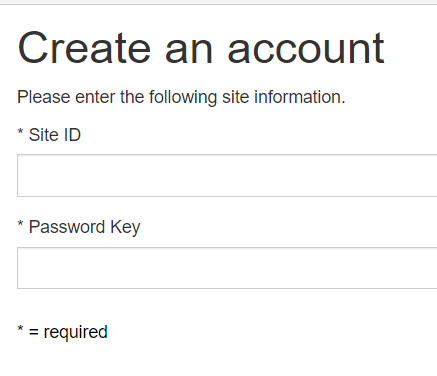 Create an account
Please enter the following site information.
* Site ID
* Password Key
* = required